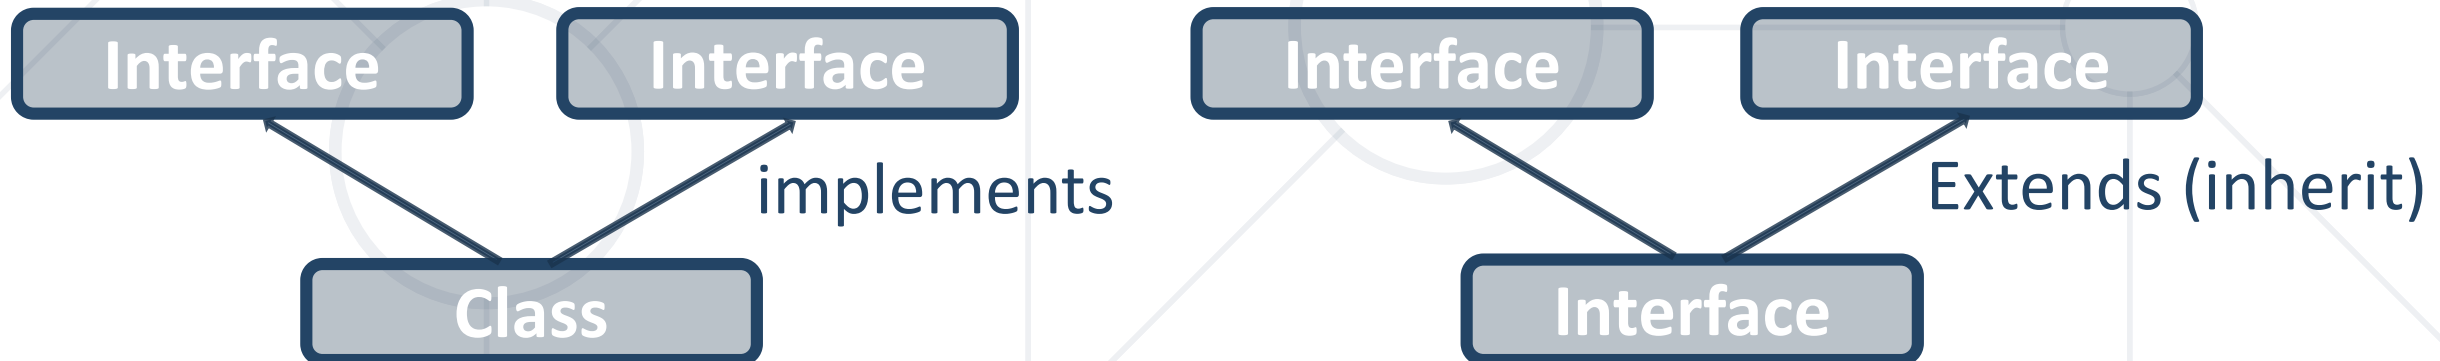 Interface Interface Interface Interface
implements Extends (inherit)
Class Interface